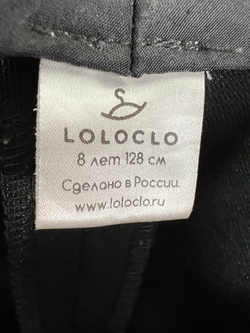 LOLOCLO
8 лет 128 см
Сделано в России.
www.loloclo.ru